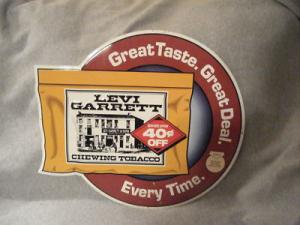 Great Taste. Great Deal.
LEVI
GARRETT
40¢
OFF
CHEWING TOBACCO
Every Time.